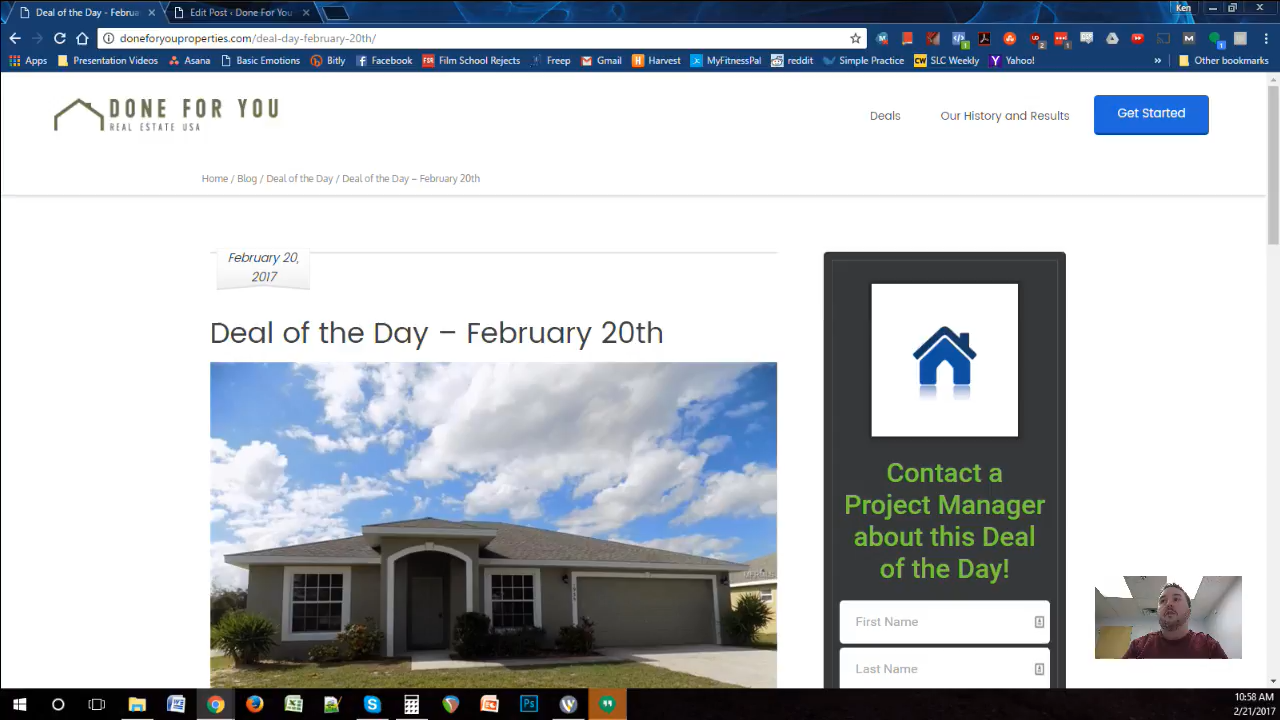 Deal of the Day - Februa
Edit Post ‹ Done For You
Ken
doneforyouproperties.com/deal-day-february-20th/
Apps
Presentation Videos
Asana
Basic Emotions
Bitly
Facebook
FSR
Film School Rejects
Freep
Gmail
Harvest
MyFitnessPal
reddit
Simple Practice
CW
SLC Weekly
Yahoo!
»
Other bookmarks
DONE FOR YOU
REAL ESTATE USA
Deals
Our History and Results
Get Started
Home / Blog / Deal of the Day / Deal of the Day – February 20th
February 20,
2017
Deal of the Day – February 20th
Contact a
Project Manager
about this Deal
of the Day!
First Name
Last Name
10:58 AM
2/21/2017